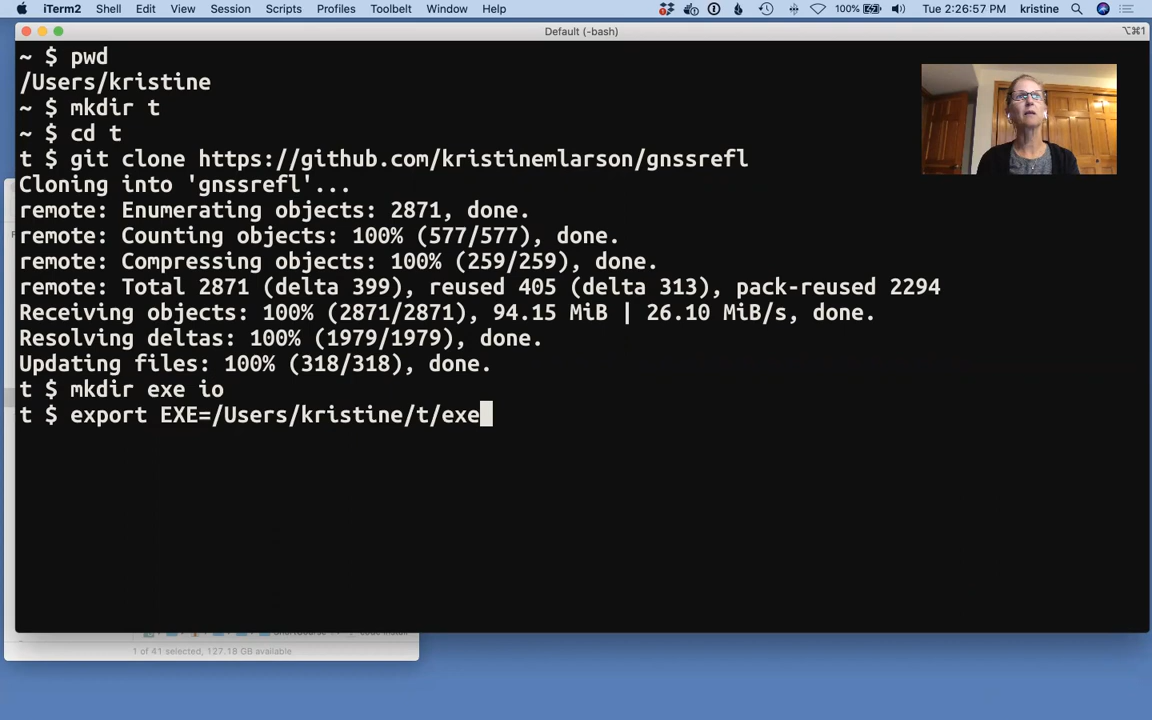 iTerm2 Shell Edit View Session Scripts Profiles Toolbelt Window Help 100% Tue 2:26:57 PM kristine
Default (-bash) ⌥⌘1
~ $ pwd
/Users/kristine
~ $ mkdir t
~ $ cd t
t $ git clone https://github.com/kristinemlarson/gnssrefl
Cloning into 'gnssrefl'...
remote: Enumerating objects: 2871, done.
remote: Counting objects: 100% (577/577), done.
remote: Compressing objects: 100% (259/259), done.
remote: Total 2871 (delta 399), reused 405 (delta 313), pack-reused 2294
Receiving objects: 100% (2871/2871), 94.15 MiB | 26.10 MiB/s, done.
Resolving deltas: 100% (1979/1979), done.
Updating files: 100% (318/318), done.
t $ mkdir exe io
t $ export EXE=/Users/kristine/t/exe
1 of 41 selected, 127.18 GB available